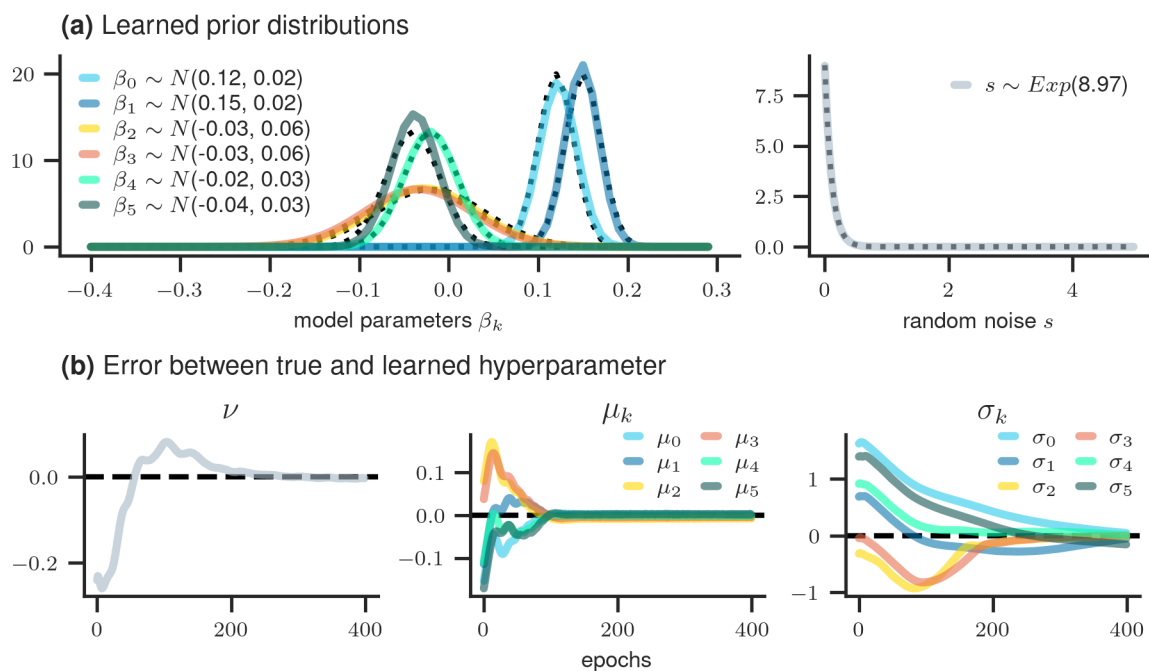 (a) Learned prior distributions
20
10
0
β₀ ∼ N(0.12, 0.02)
β₁ ∼ N(0.15, 0.02)
β₂ ∼ N(-0.03, 0.06)
β₃ ∼ N(-0.03, 0.06)
β₄ ∼ N(-0.02, 0.03)
β₅ ∼ N(-0.04, 0.03)
−0.4 −0.3 −0.2 −0.1 0.0 0.1 0.2 0.3
model parameters βₖ
7.5
5.0
2.5
0.0
s ∼ Exp(8.97)
0 2 4
random noise s
(b) Error between true and learned hyperparameter
ν
0.0
−0.2
0 200 400
μₖ
μ₀ μ₃
μ₁ μ₄
μ₂ μ₅
0.1
0.0
−0.1
0 200 400
epochs
σₖ
σ₀ σ₃
σ₁ σ₄
σ₂ σ₅
1
0
−1
0 200 400